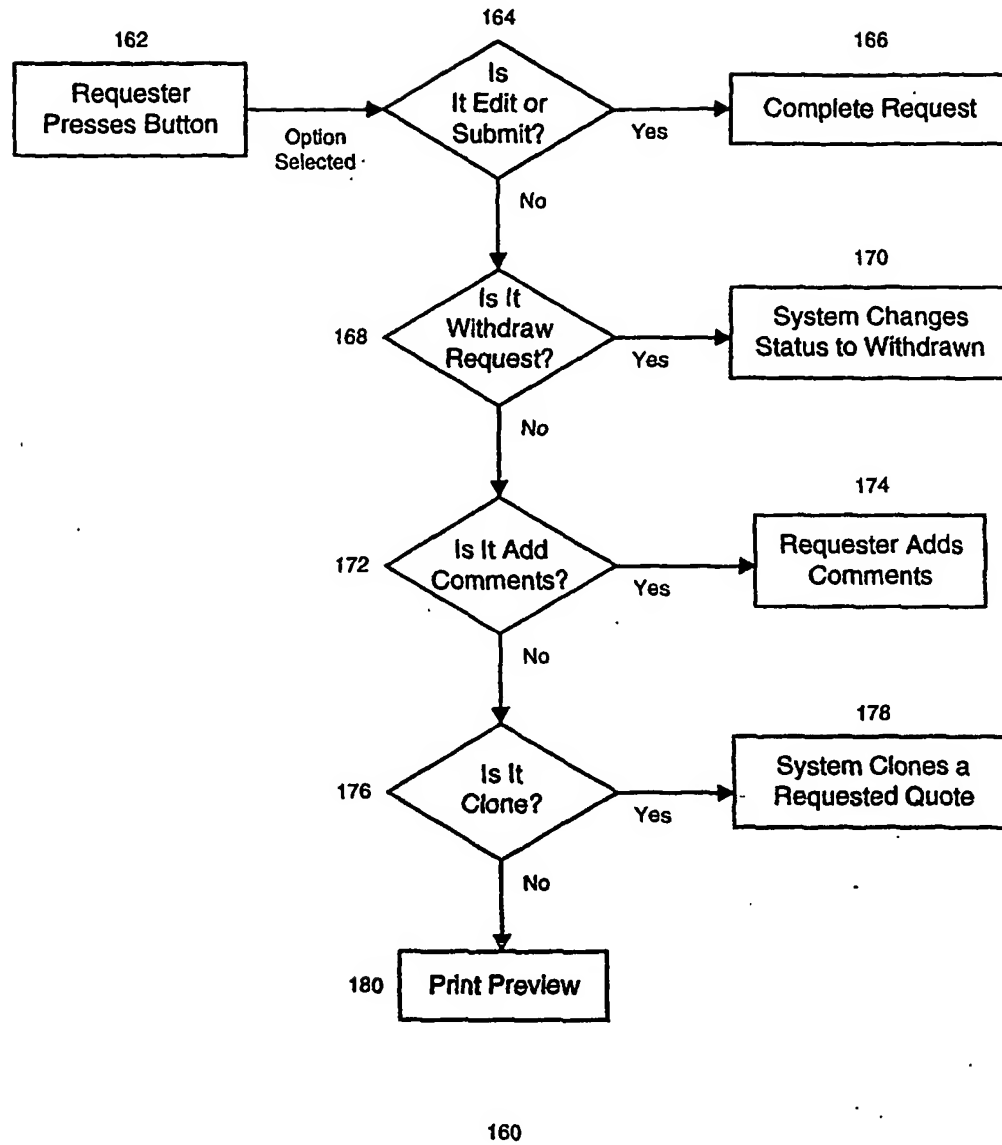 162
Requester
Presses Button
Option
Selected
164
Is
It Edit or
Submit?
Yes
166
Complete Request
No
168
Is It
Withdraw
Request?
Yes
170
System Changes
Status to Withdrawn
No
172
Is It Add
Comments?
Yes
174
Requester Adds
Comments
No
176
Is It
Clone?
Yes
178
System Clones a
Requested Quote
No
180
Print Preview
160